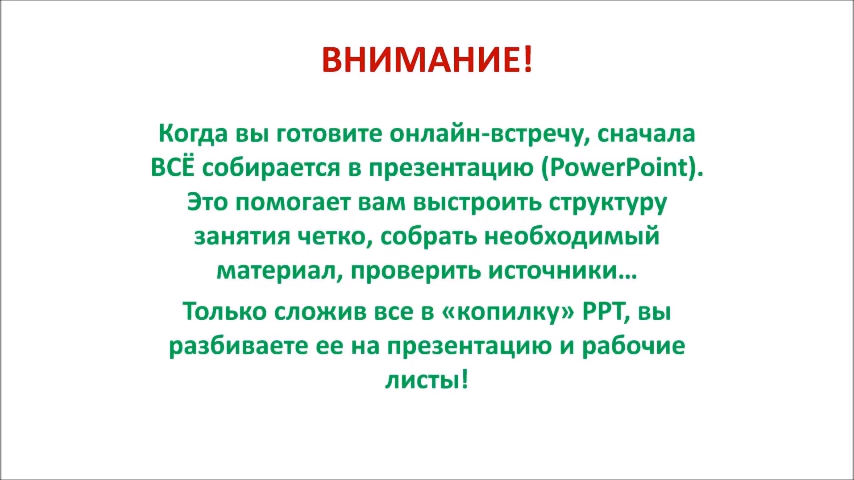 ВНИМАНИЕ!
Когда вы готовите онлайн-встречу, сначала
ВСЁ собирается в презентацию (PowerPoint).
Это помогает вам выстроить структуру
занятия четко, собрать необходимый
материал, проверить источники…
Только сложив все в «копилку» PPT, вы
разбиваете ее на презентацию и рабочие
листы!